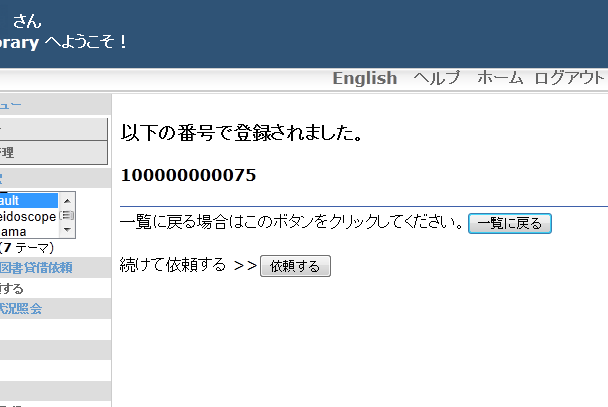 さん
brary へようこそ！
English ヘルプ ホーム ログアウト
ュー
管理
以下の番号で登録されました。
100000000075
ault
eidoscope
ama
(7 テーマ)
一覧に戻る場合はこのボタンをクリックしてください。 一覧に戻る
図書貸借依頼
続けて依頼する >> 依頼する
頼する
状況照会